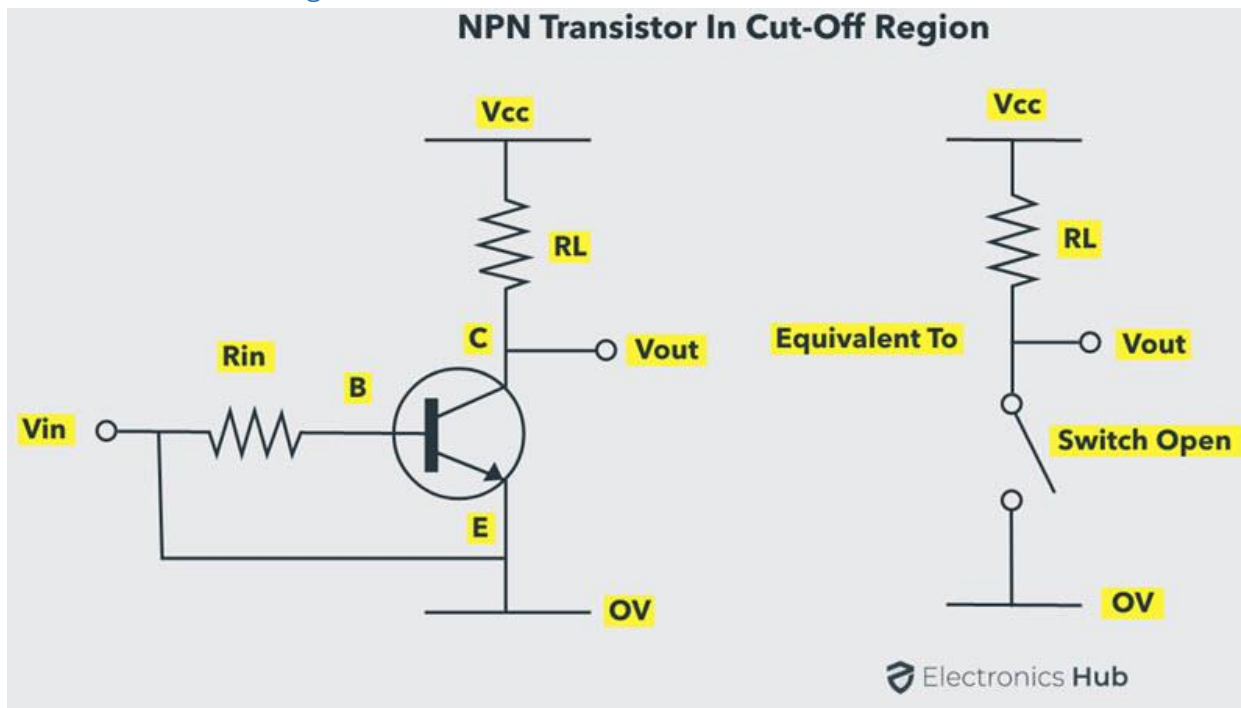 NPN Transistor In Cut-Off Region
Vcc
RL
C
Vout
Rin
B
Vin
E
OV
Equivalent To
Vcc
RL
Vout
Switch Open
OV
Electronics Hub